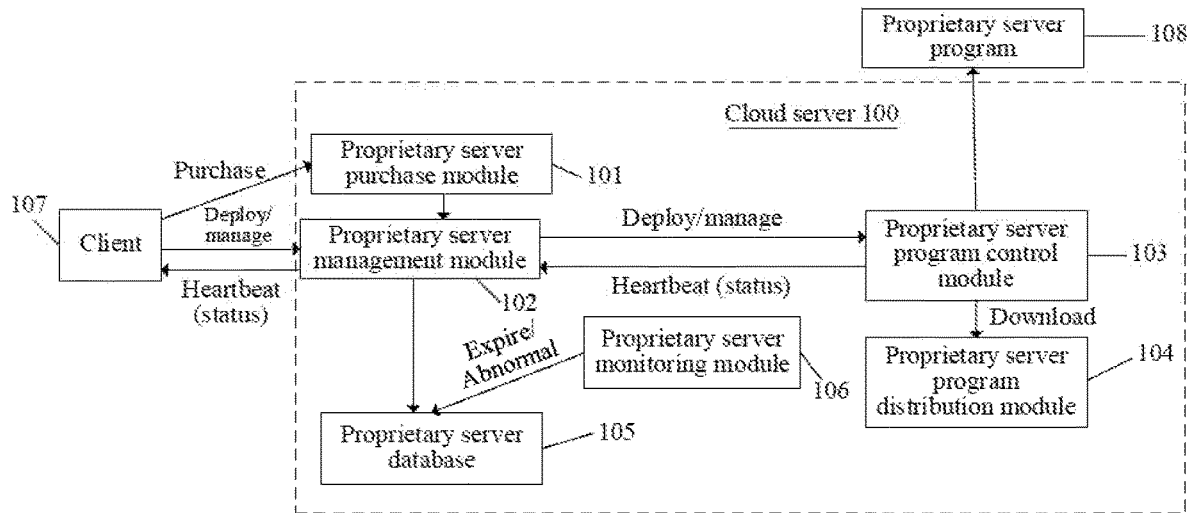 Proprietary server
program
108
Cloud server 100
Proprietary server
purchase module
101
Purchase
107
Client
Deploy/
manage
Heartbeat
(status)
Proprietary server
management module
102
Deploy/manage
Heartbeat (status)
Proprietary server
program control
module
103
Download
Expire/
Abnormal
Proprietary server
monitoring module
106
Proprietary server
program
distribution module
104
Proprietary server
database
105